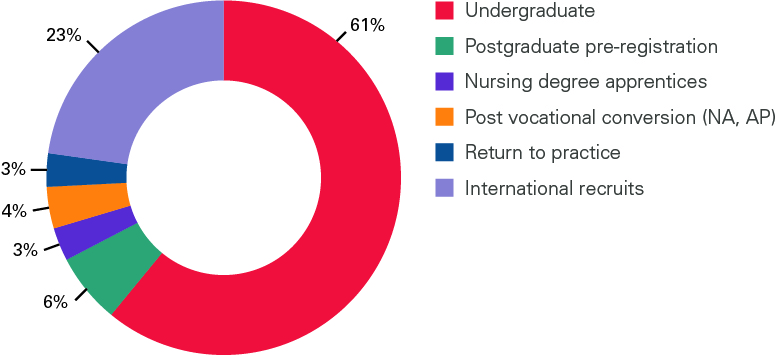 61%
23%
3%
4%
3%
6%
Undergraduate
Postgraduate pre-registration
Nursing degree apprentices
Post vocational conversion (NA, AP)
Return to practice
International recruits